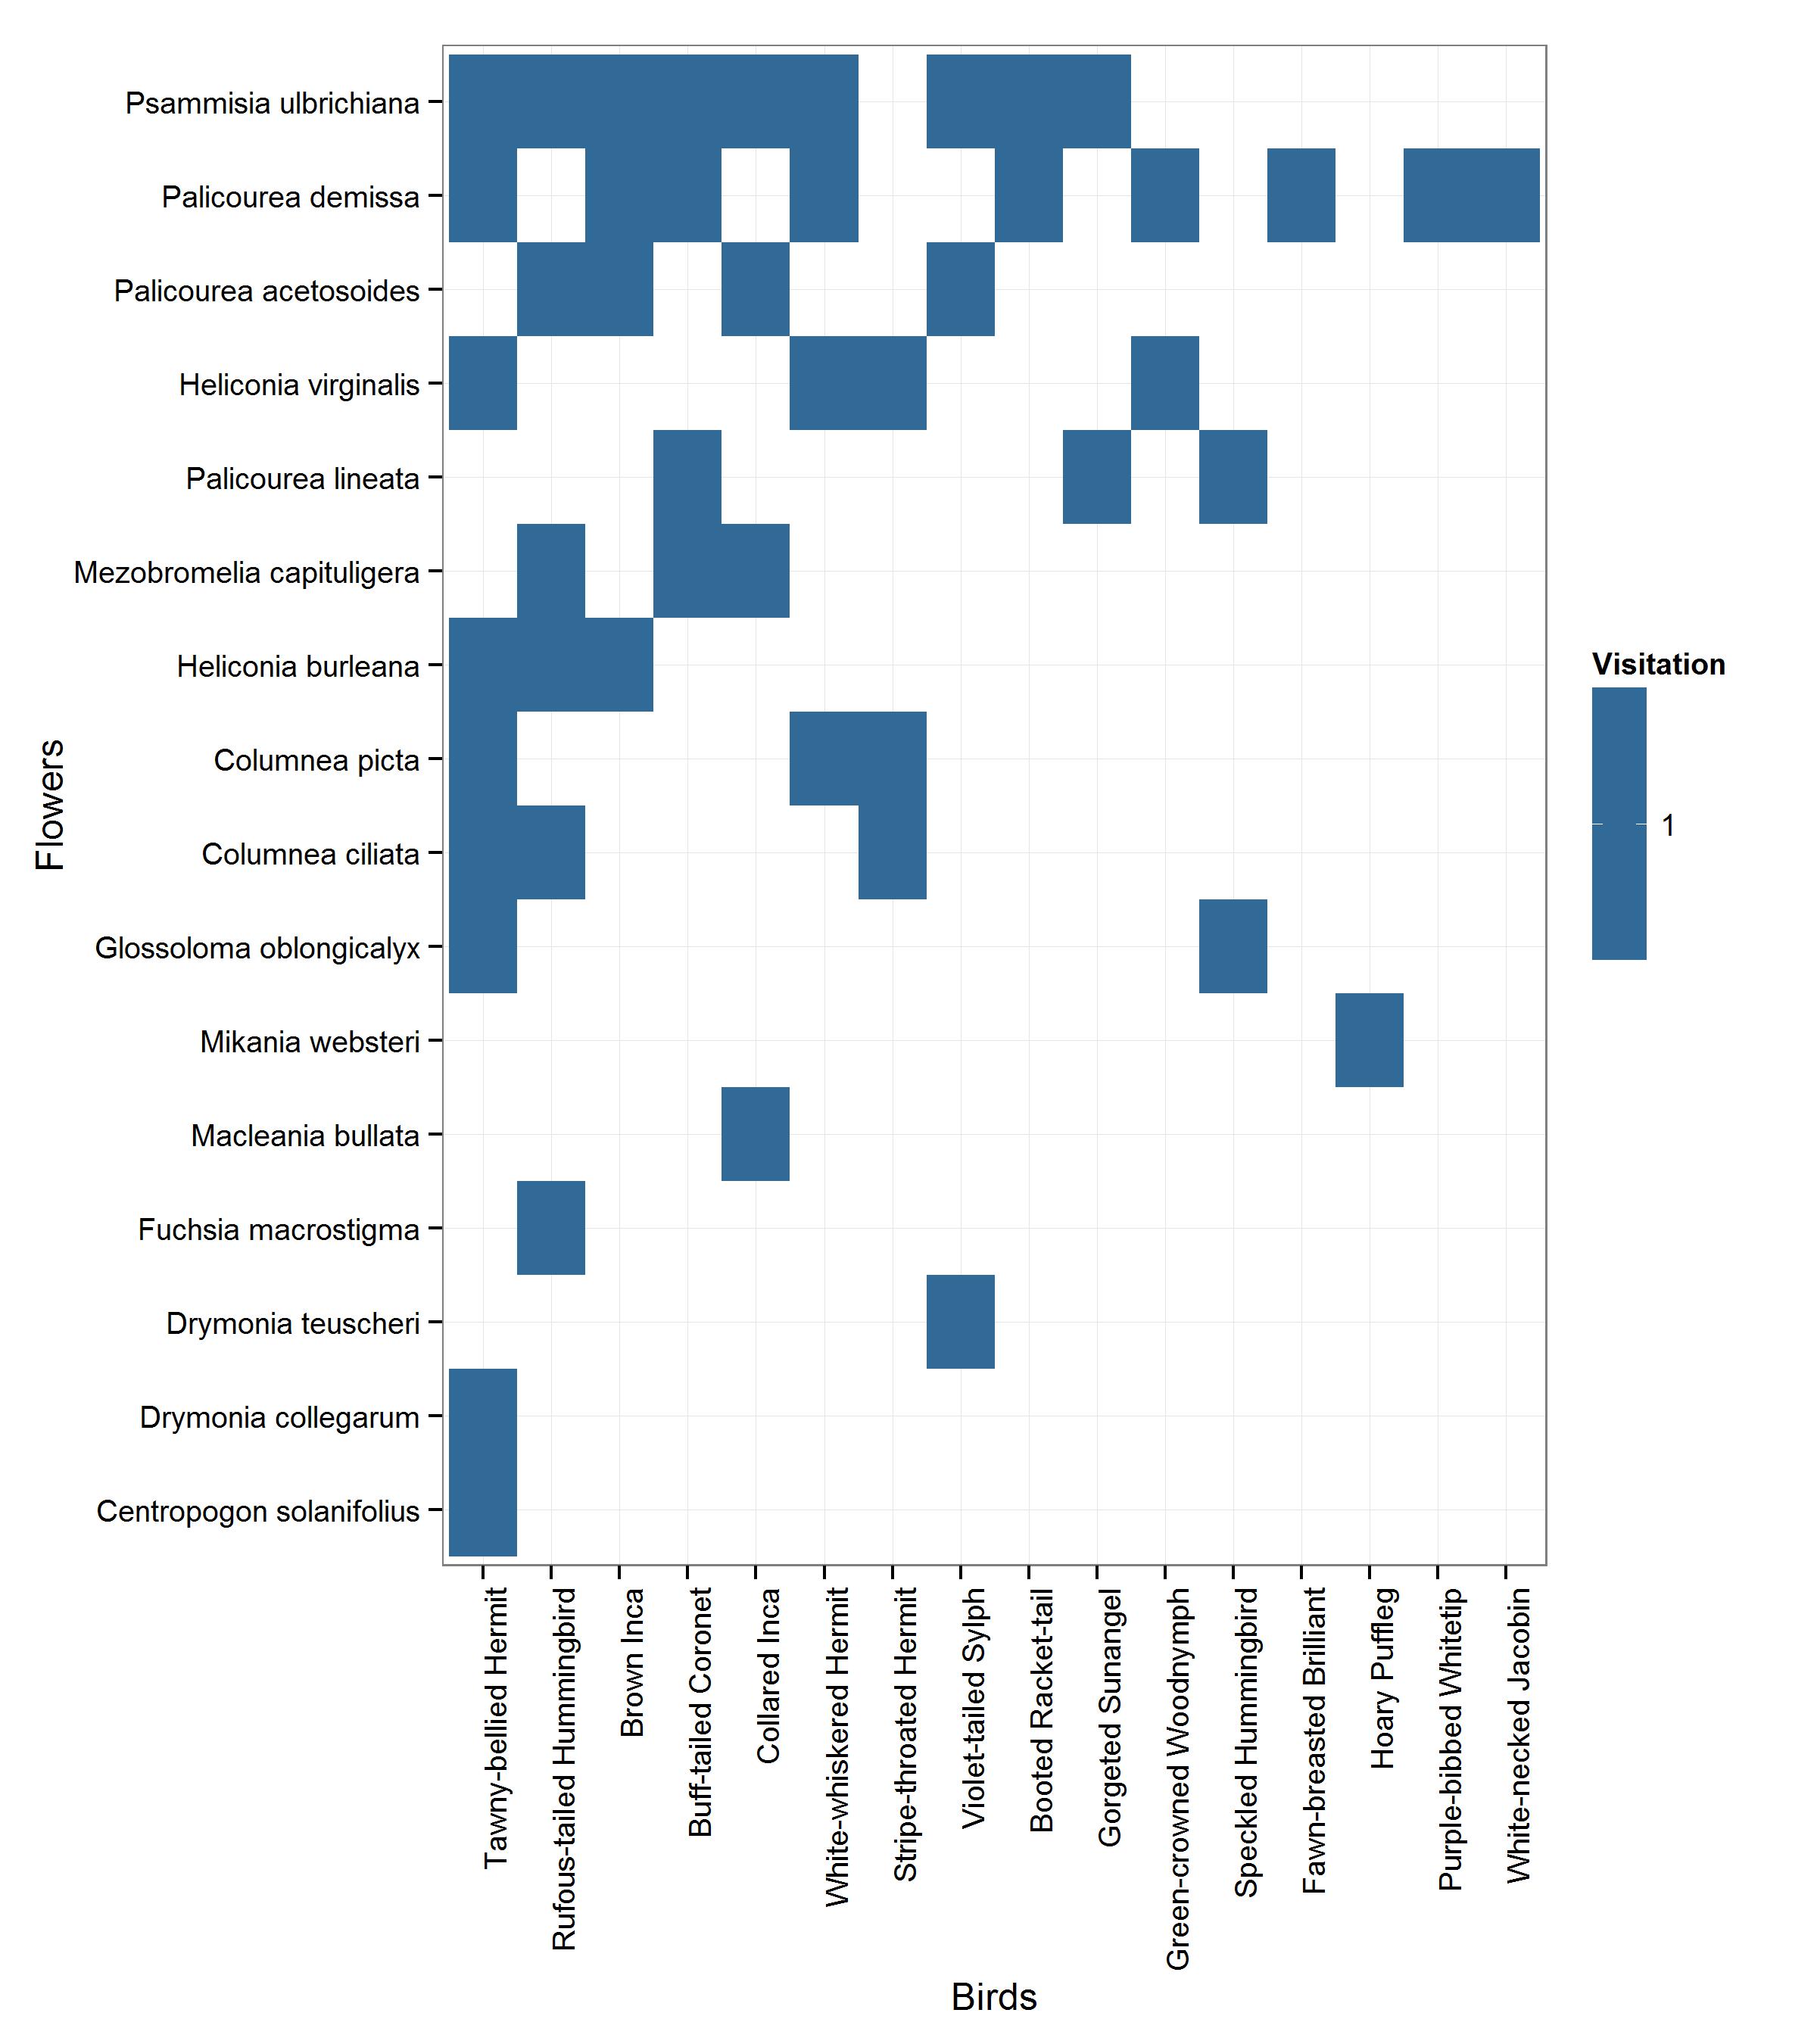 Psammisia ulbrichiana
Palicourea demissa
Palicourea acetosoides
Heliconia virginalis
Palicourea lineata
Mezobromelia capituligera
Heliconia burleana
Columnea picta
Columnea ciliata
Glossoloma oblongicalyx
Mikania websteri
Macleania bullata
Fuchsia macrostigma
Drymonia teuscheri
Drymonia collegarum
Centropogon solanifolius
Flowers
Visitation
1
Tawny-bellied Hermit
Rufous-tailed Hummingbird
Brown Inca
Buff-tailed Coronet
Collared Inca
White-whiskered Hermit
Stripe-throated Hermit
Violet-tailed Sylph
Booted Racket-tail
Gorgeted Sunangel
Green-crowned Woodnymph
Speckled Hummingbird
Fawn-breasted Brilliant
Hoary Puffleg
Purple-bibbed Whitetip
White-necked Jacobin
Birds